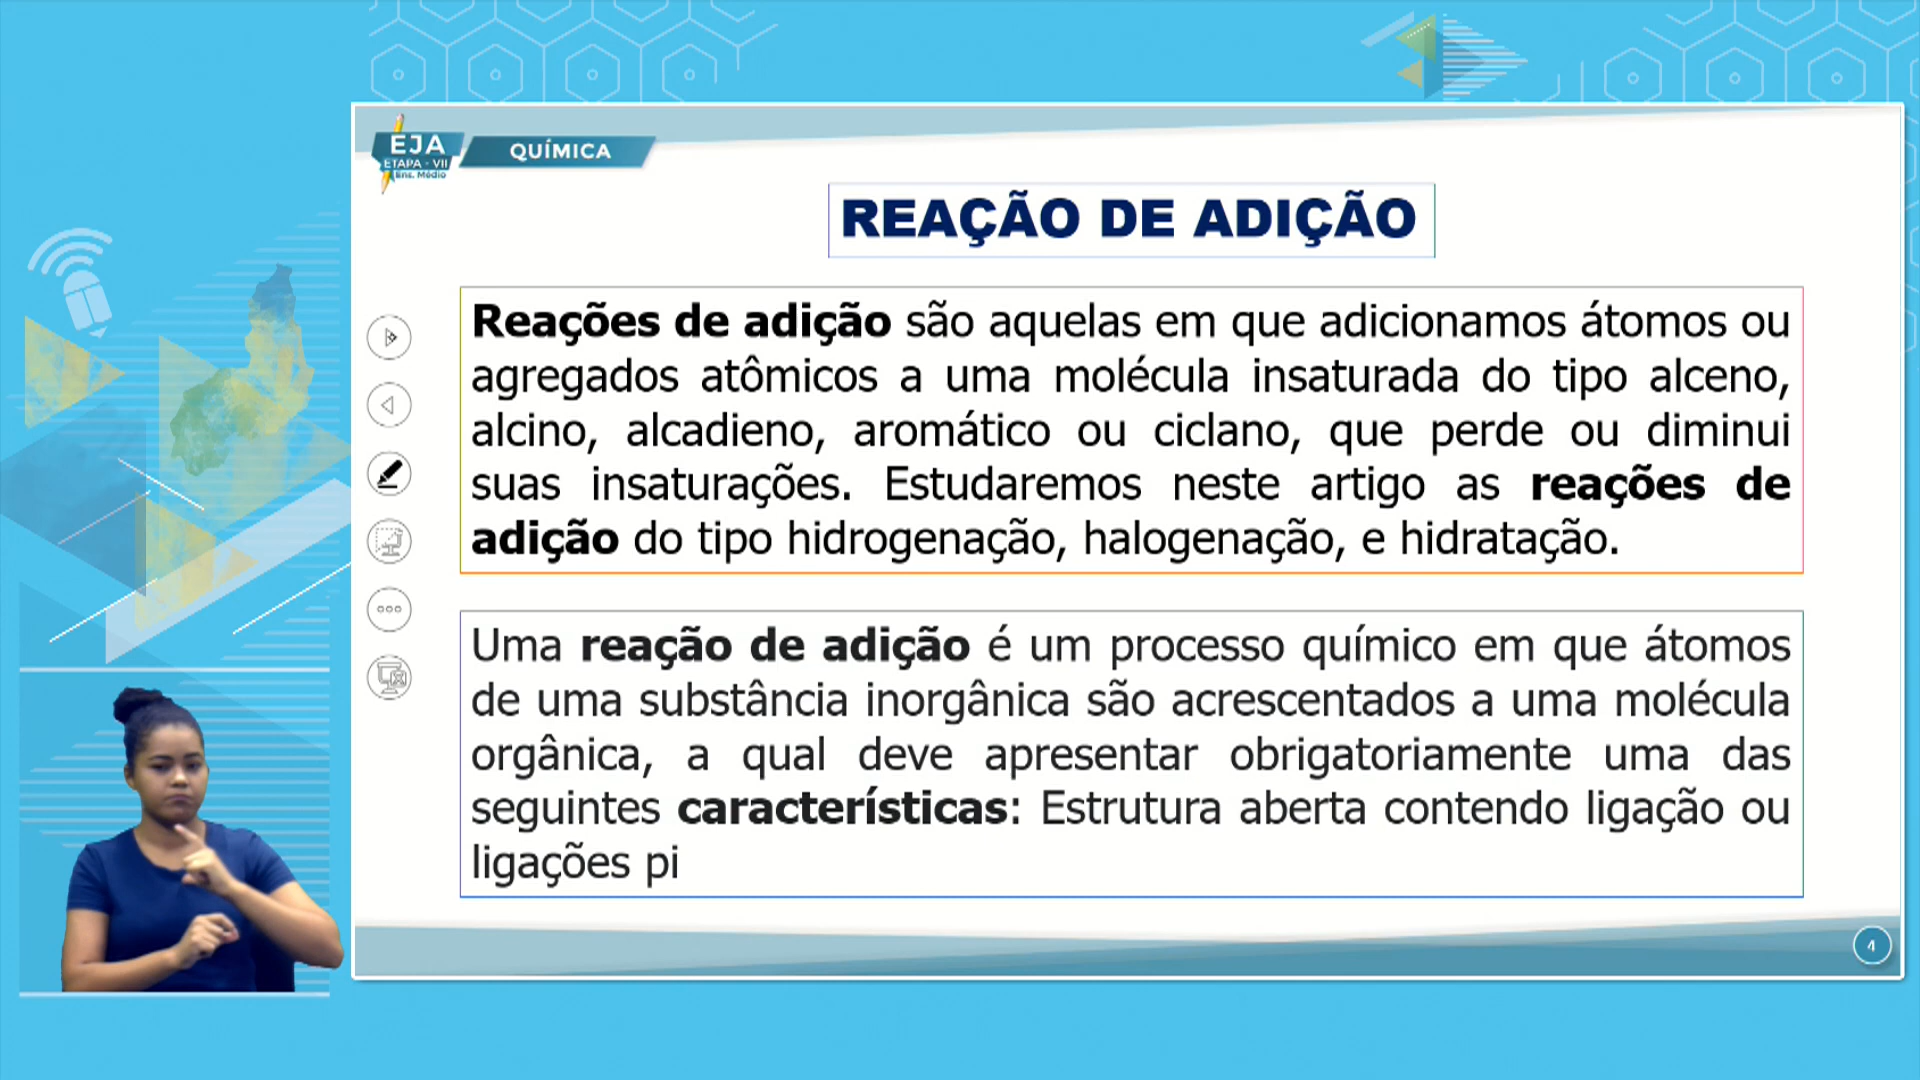 EJA
ETAPA - VII
Ens. Médio
QUÍMICA
REAÇÃO DE ADIÇÃO
Reações de adição são aquelas em que adicionamos átomos ou
agregados atômicos a uma molécula insaturada do tipo alceno,
alcino, alcadieno, aromático ou ciclano, que perde ou diminui
suas insaturações. Estudaremos neste artigo as reações de
adição do tipo hidrogenação, halogenação, e hidratação.
Uma reação de adição é um processo químico em que átomos
de uma substância inorgânica são acrescentados a uma molécula
orgânica, a qual deve apresentar obrigatoriamente uma das
seguintes características: Estrutura aberta contendo ligação ou
ligações pi
4